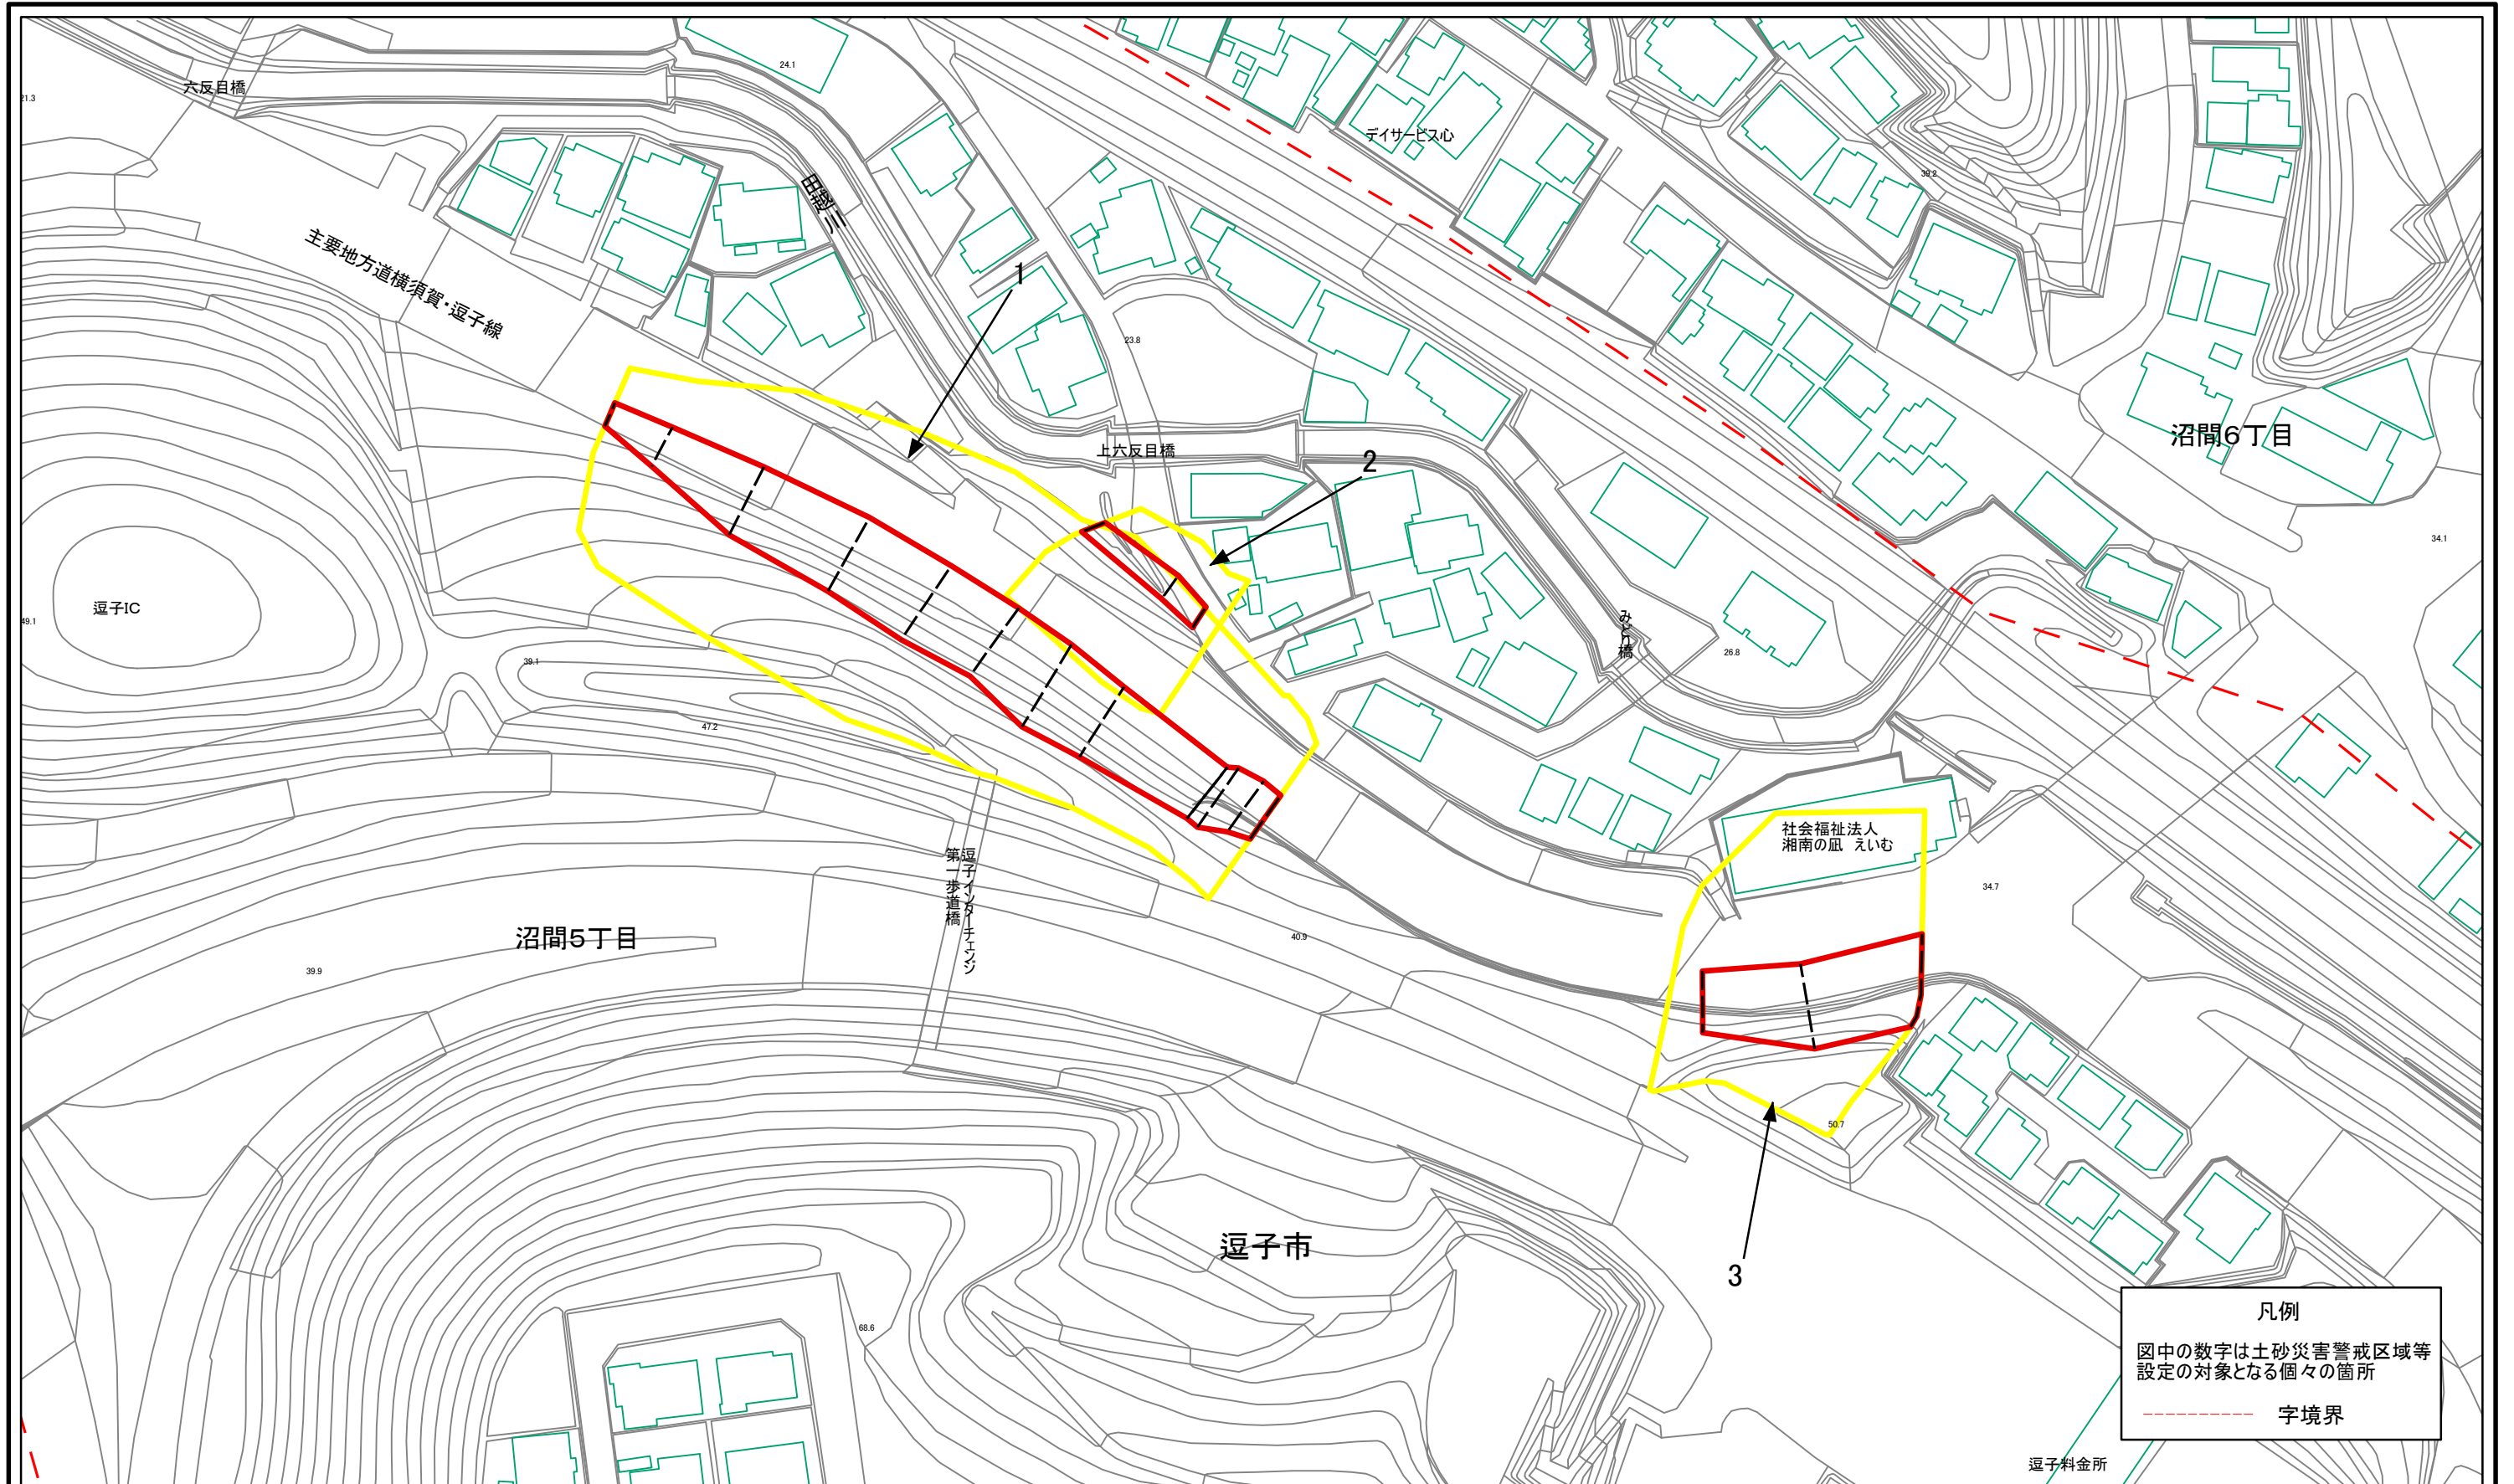 24.1
六反目橋
21.3
デイサービス心
39.2
田越川
主要地方道横須賀・逗子線
1
23.8
上六反目橋
2
沼間6丁目
34.1
逗子IC
49.1
みどり橋
26.8
39.1
47.2
社会福祉法人
湘南の凪 えいむ
逗子インターチェンジ
第一歩道橋
34.7
沼間5丁目
40.9
39.9
50.7
逗子市
3
68.6
凡例
図中の数字は土砂災害警戒区域等
設定の対象となる個々の箇所
字境界
逗子料金所